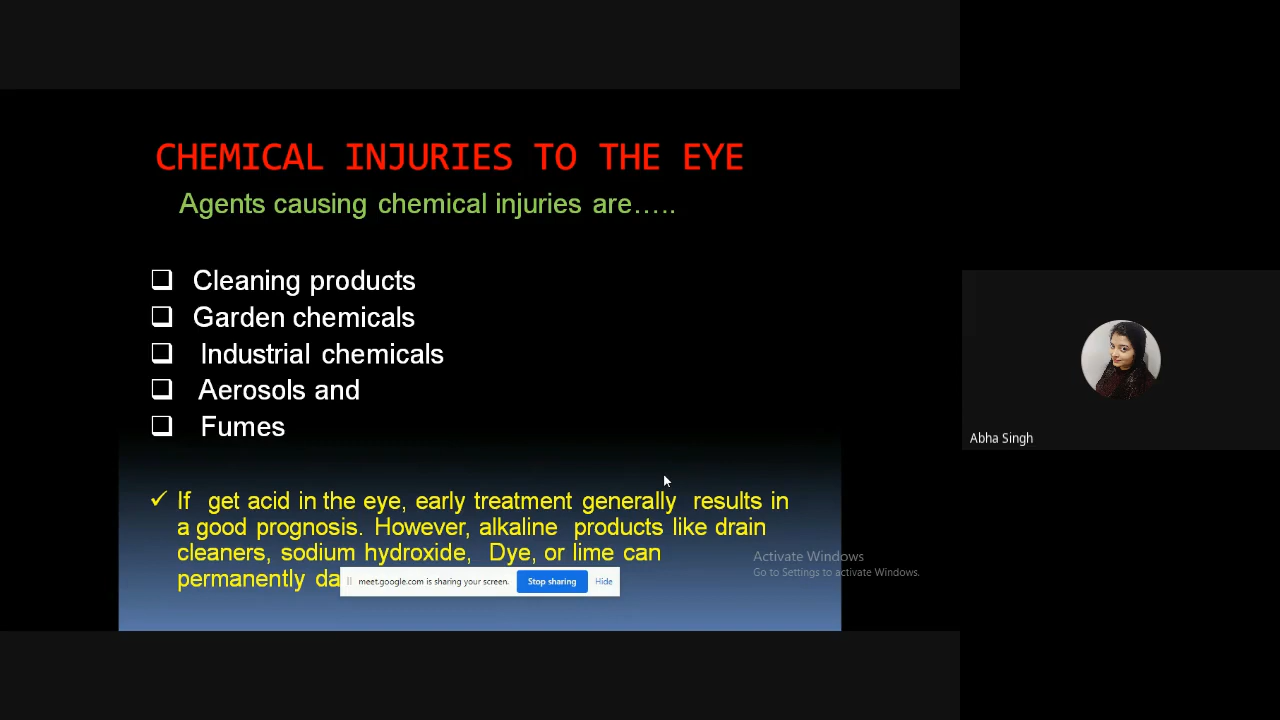 CHEMICAL INJURIES TO THE EYE
Agents causing chemical injuries are…..
❑ Cleaning products
❑ Garden chemicals
❑ Industrial chemicals
❑ Aerosols and
❑ Fumes
✓ If get acid in the eye, early treatment generally results in
a good prognosis. However, alkaline products like drain
cleaners, sodium hydroxide, Dye, or lime can
permanently
meet.google.com is sharing your screen. Stop sharing Hide
Activate Windows
Go to Settings to activate Windows.
Abha Singh